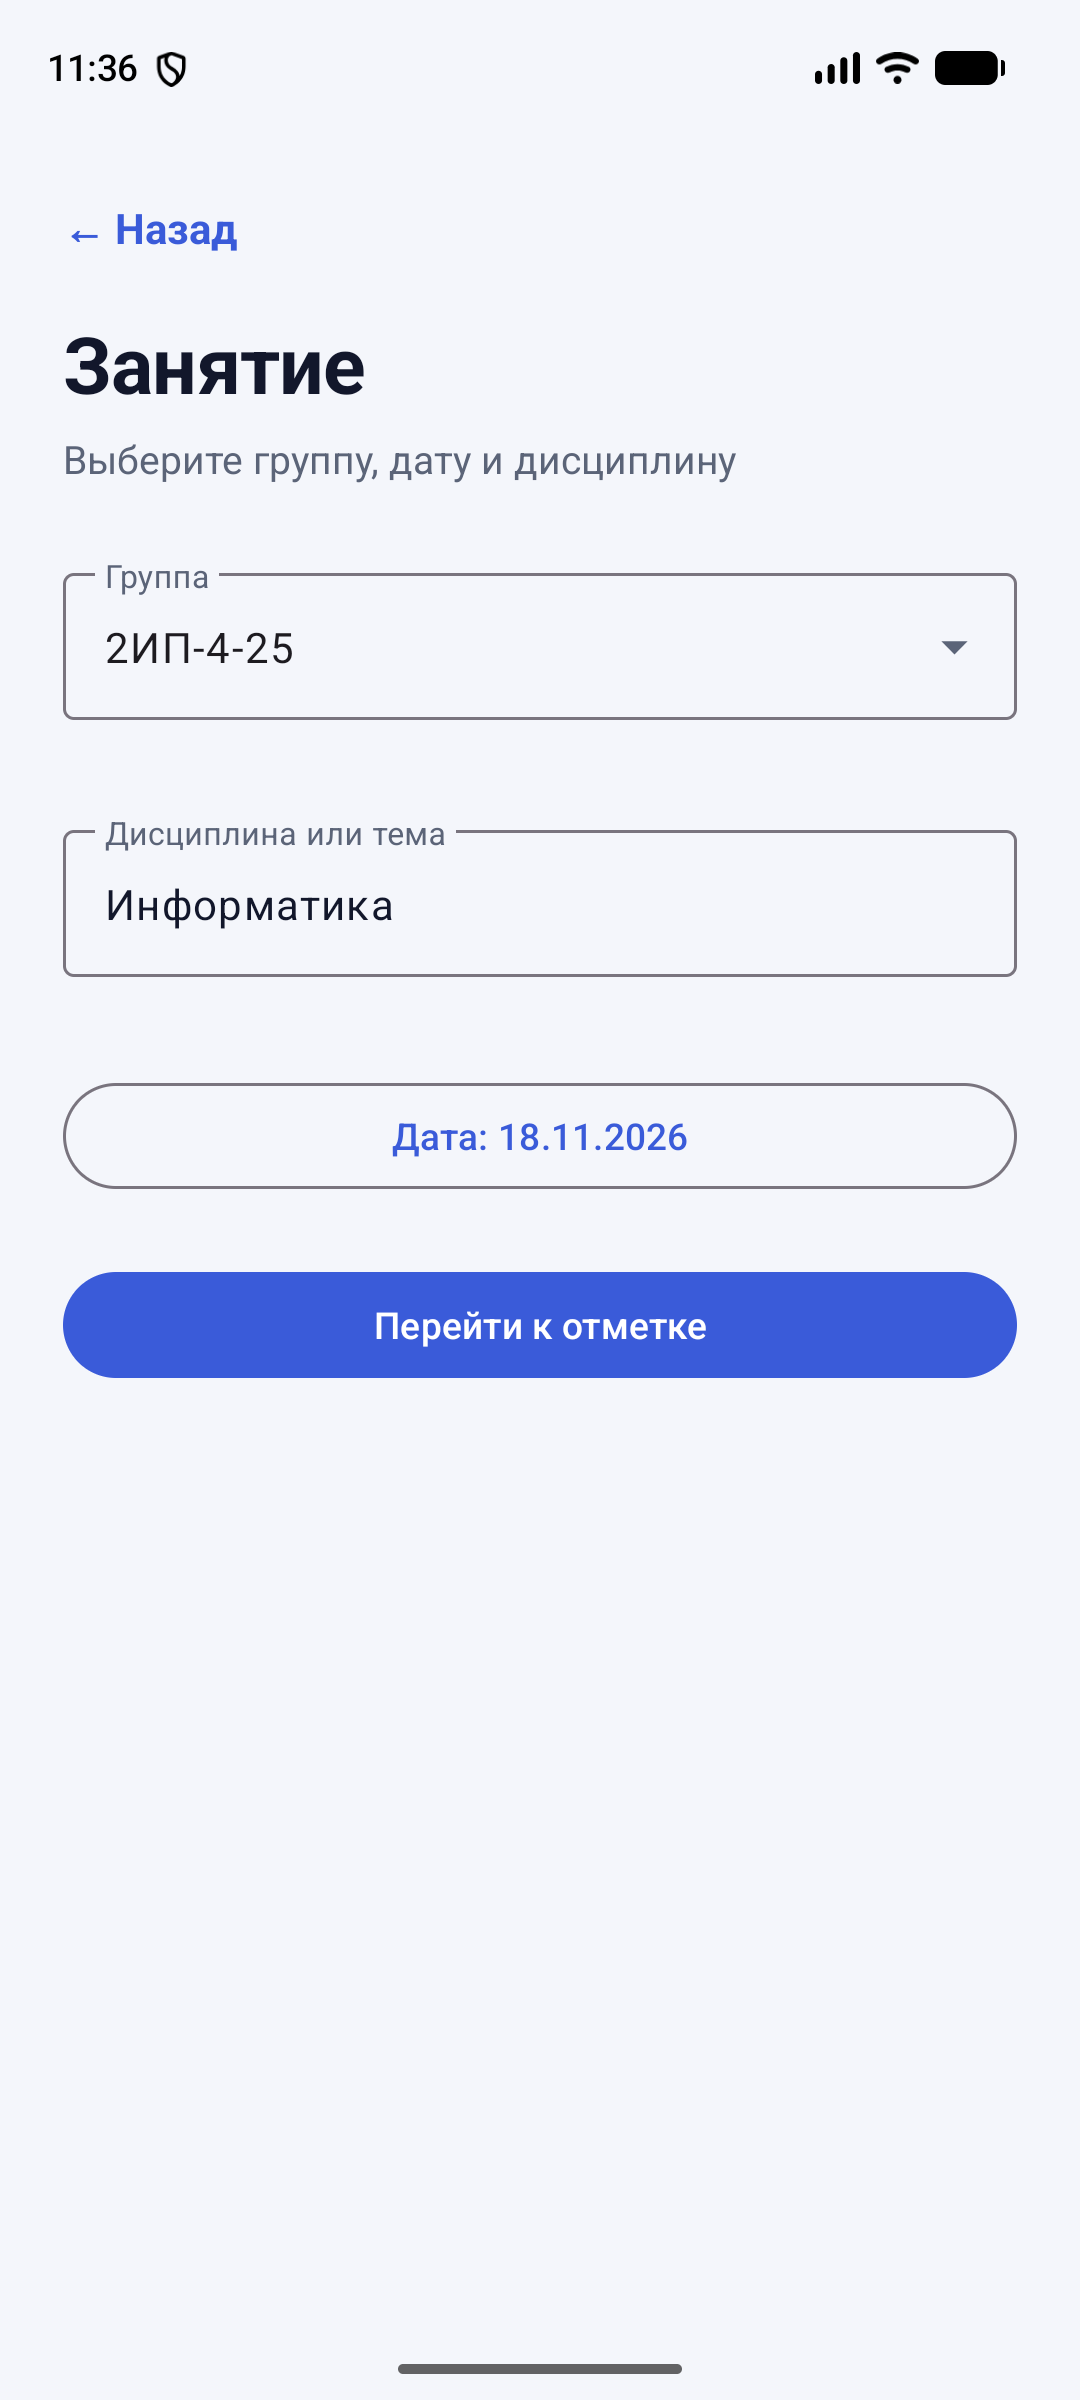 11:36
← Назад
Занятие
Выберите группу, дату и дисциплину
Группа
2ИП-4-25
Дисциплина или тема
Информатика
Дата: 18.11.2026
Перейти к отметке